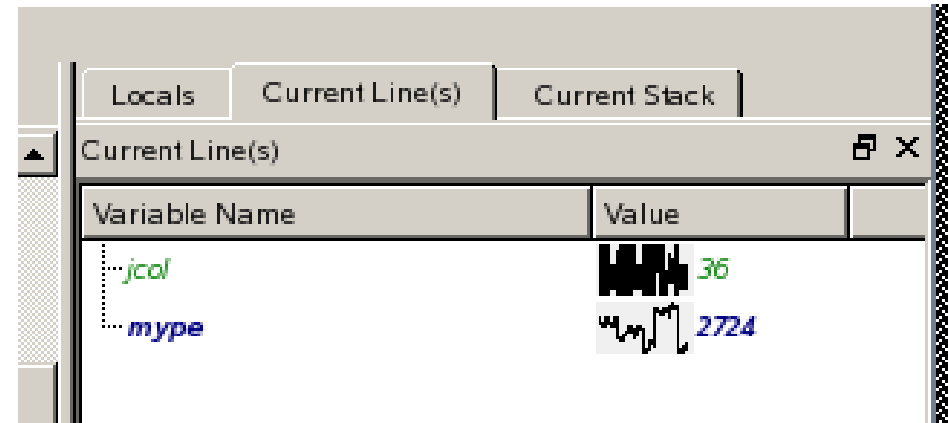 Locals Current Line(s) Current Stack
Current Line(s)
Variable Name Value
jcol 36
mype 2724